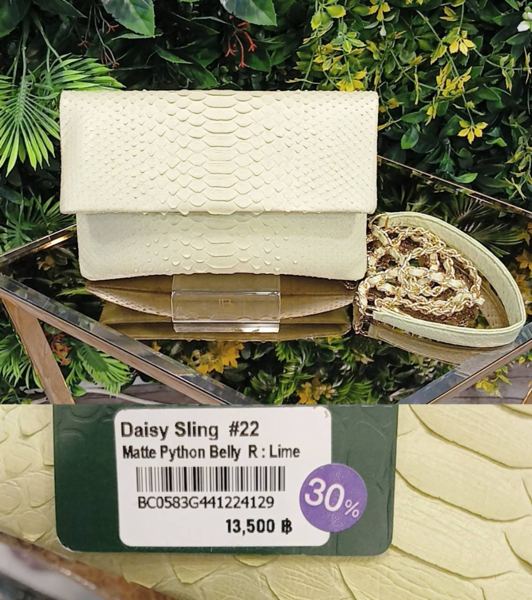 Daisy Sling #22
Matte Python Belly R : Lime
BC0583G441224129
13,500 ฿
30%